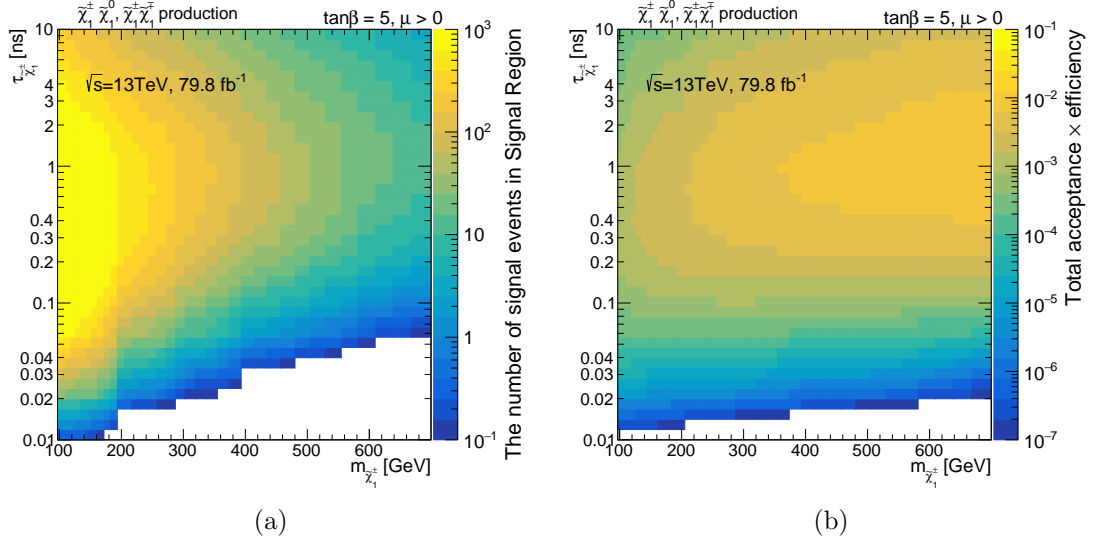 χ̃₁± χ̃₁⁰, χ̃₁±χ̃₁∓ production tanβ = 5, μ > 0
√s=13TeV, 79.8 fb⁻¹
τ_χ̃₁± [ns]
10
4
3
2
1
0.4
0.3
0.2
0.1
0.04
0.03
0.02
0.01
100 200 300 400 500 600
m_χ̃₁± [GeV]
10³
10²
10
1
10⁻¹
The number of signal events in Signal Region
(a)
χ̃₁± χ̃₁⁰, χ̃₁±χ̃₁∓ production tanβ = 5, μ > 0
√s=13TeV, 79.8 fb⁻¹
τ_χ̃₁± [ns]
10
4
3
2
1
0.4
0.3
0.2
0.1
0.04
0.03
0.02
0.01
100 200 300 400 500 600
m_χ̃₁± [GeV]
10⁻¹
10⁻²
10⁻³
10⁻⁴
10⁻⁵
10⁻⁶
10⁻⁷
Total acceptance × efficiency
(b)